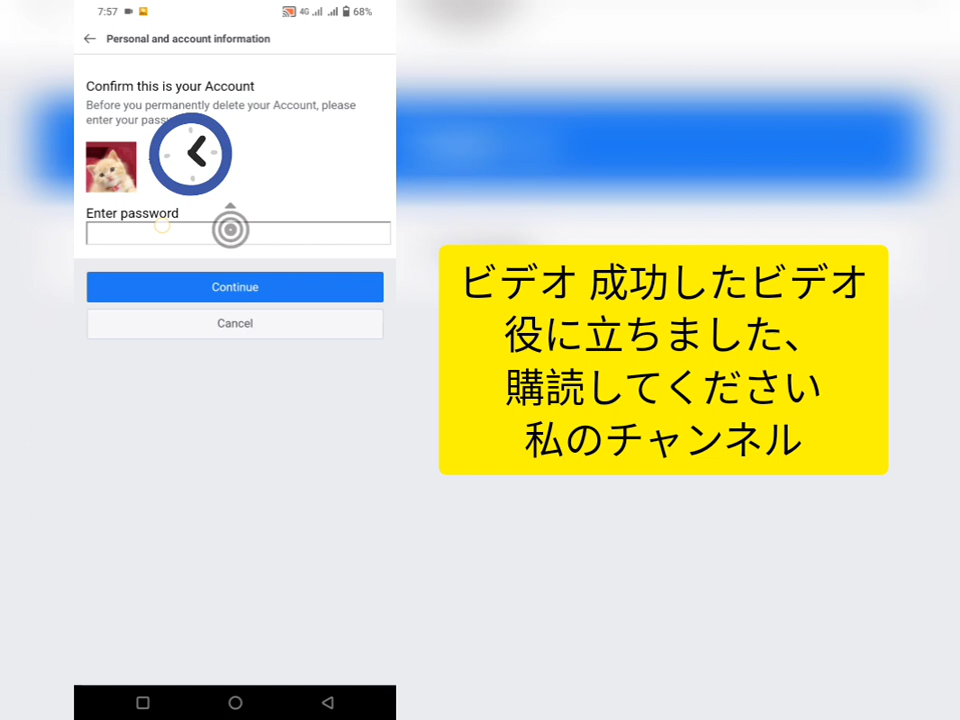 7:57
4G
68%
Personal and account information
Confirm this is your Account
Before you permanently delete your Account, please
enter your
Enter password
Continue
Cancel
ビデオ 成功したビデオ
役に立ちました、
購読してください
私のチャンネル